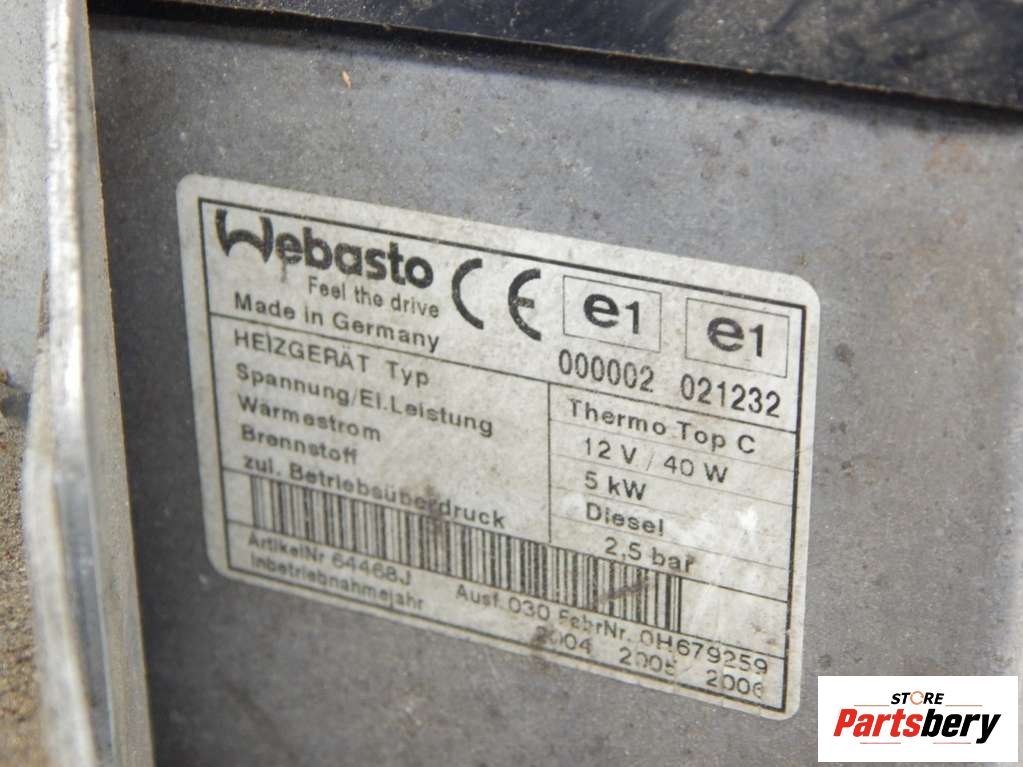 Webasto
Feel the drive
Made in Germany
CE e1 e1
000002 021232
HEIZGERÄT Typ Thermo Top C
Spannung/El.Leistung 12 V / 40 W
Wärmestrom 5 kW
Brennstoff Diesel
zul. Betriebsüberdruck 2,5 bar
ArtikelNr 64468J Ausf.030 FabrNr. 0H679259
Inbetriebnahmejahr 2004 2005 2006
STORE
Partsbery